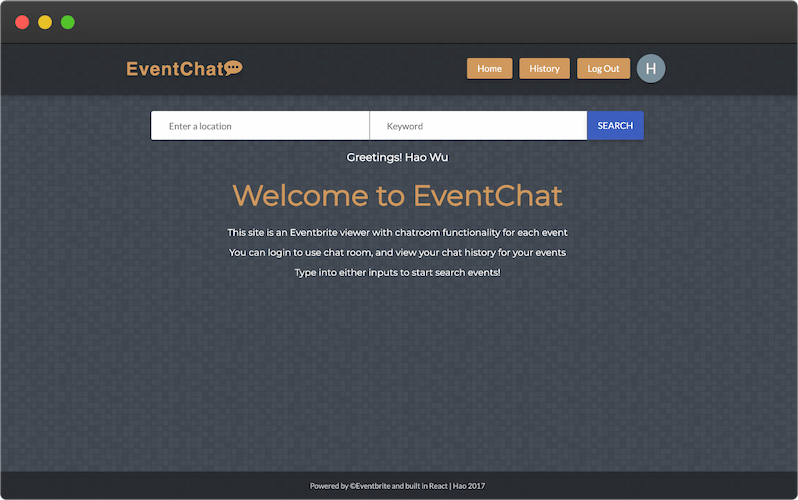 EventChat
Home
History
Log Out
H
Enter a location
Keyword
SEARCH
Greetings! Hao Wu
Welcome to EventChat
This site is an Eventbrite viewer with chatroom functionality for each event
You can login to use chat room, and view your chat history for your events
Type into either inputs to start search events!
Powered by ©Eventbrite and built in React | Hao 2017